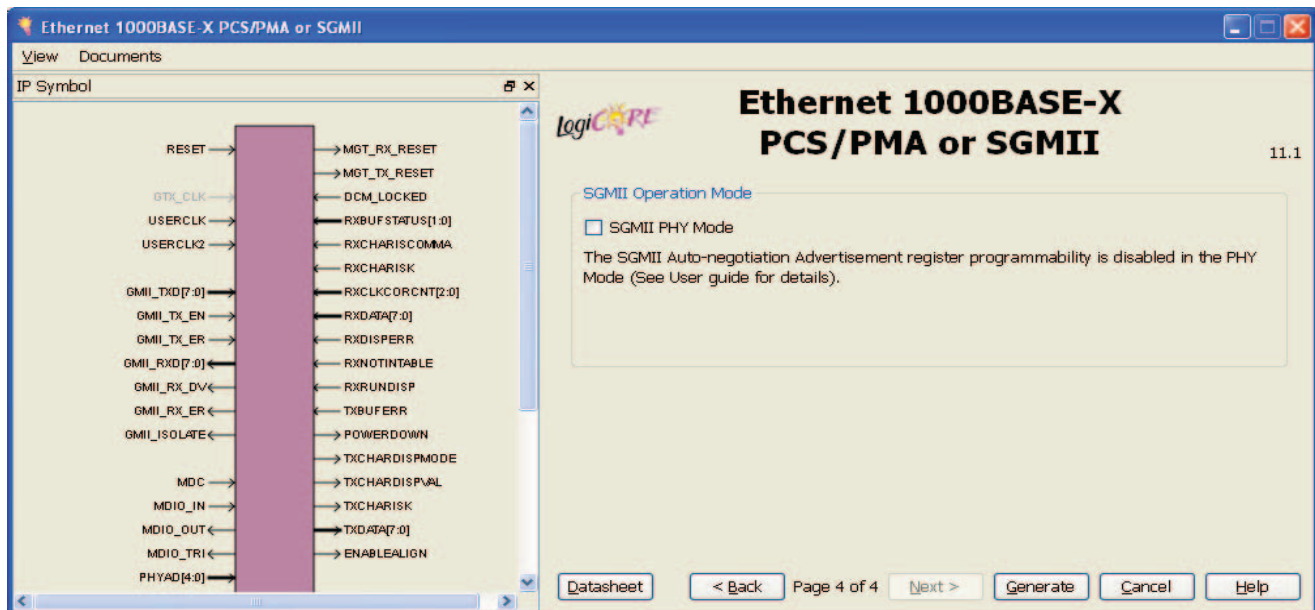 Ethernet 1000BASE-X PCS/PMA or SGMII
View Documents
IP Symbol
RESET
GTX_CLK
USERCLK
USERCLK2
GMII_TXD[7:0]
GMII_TX_EN
GMII_TX_ER
GMII_RXD[7:0]
GMII_RX_DV
GMII_RX_ER
GMII_ISOLATE
MDC
MDIO_IN
MDIO_OUT
MDIO_TRI
PHYAD[4:0]
MGT_RX_RESET
MGT_TX_RESET
DCM_LOCKED
RXBUFSTATUS[1:0]
RXCHARISCOMMA
RXCHARISK
RXCLKCORCNT[2:0]
RXDATA[7:0]
RXDISPERR
RXNOTINTABLE
RXRUNDISP
TXBUFERR
POWERDOWN
TXCHARDISPMODE
TXCHARDISPVAL
TXCHARISK
TXDATA[7:0]
ENABLEALIGN
logiCORE
Ethernet 1000BASE-X
PCS/PMA or SGMII
11.1
SGMII Operation Mode
SGMII PHY Mode
The SGMII Auto-negotiation Advertisement register programmability is disabled in the PHY
Mode (See User guide for details).
Datasheet
< Back
Page 4 of 4
Next >
Generate
Cancel
Help